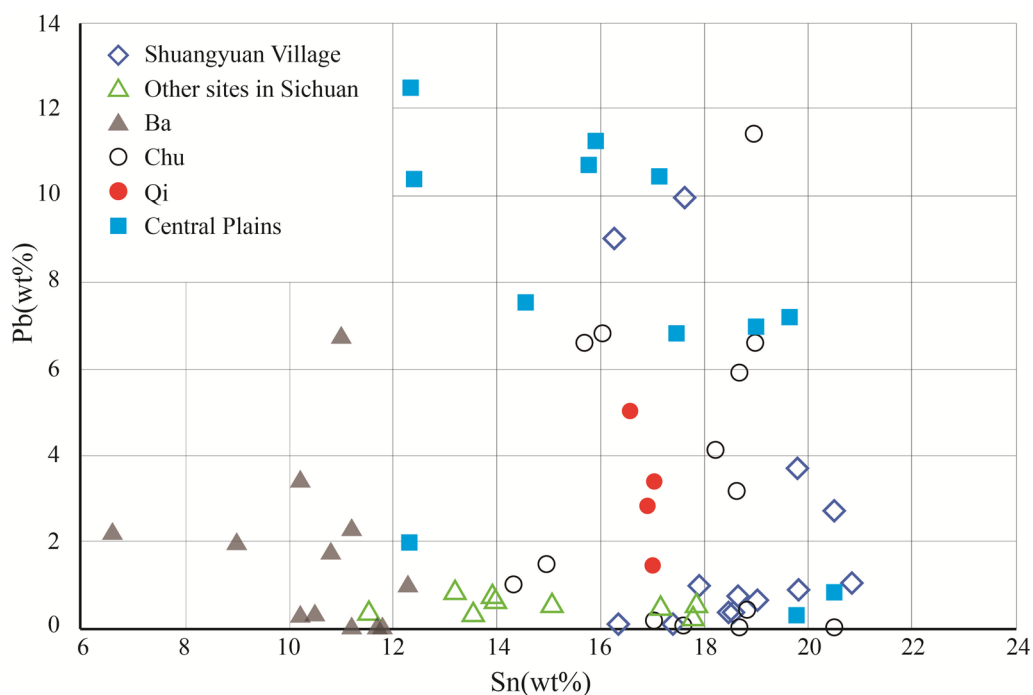 14
12
10
8
6
4
2
0
Pb(wt%)
Shuangyuan Village
Other sites in Sichuan
Ba
Chu
Qi
Central Plains
6 8 10 12 14 16 18 20 22 24
Sn(wt%)